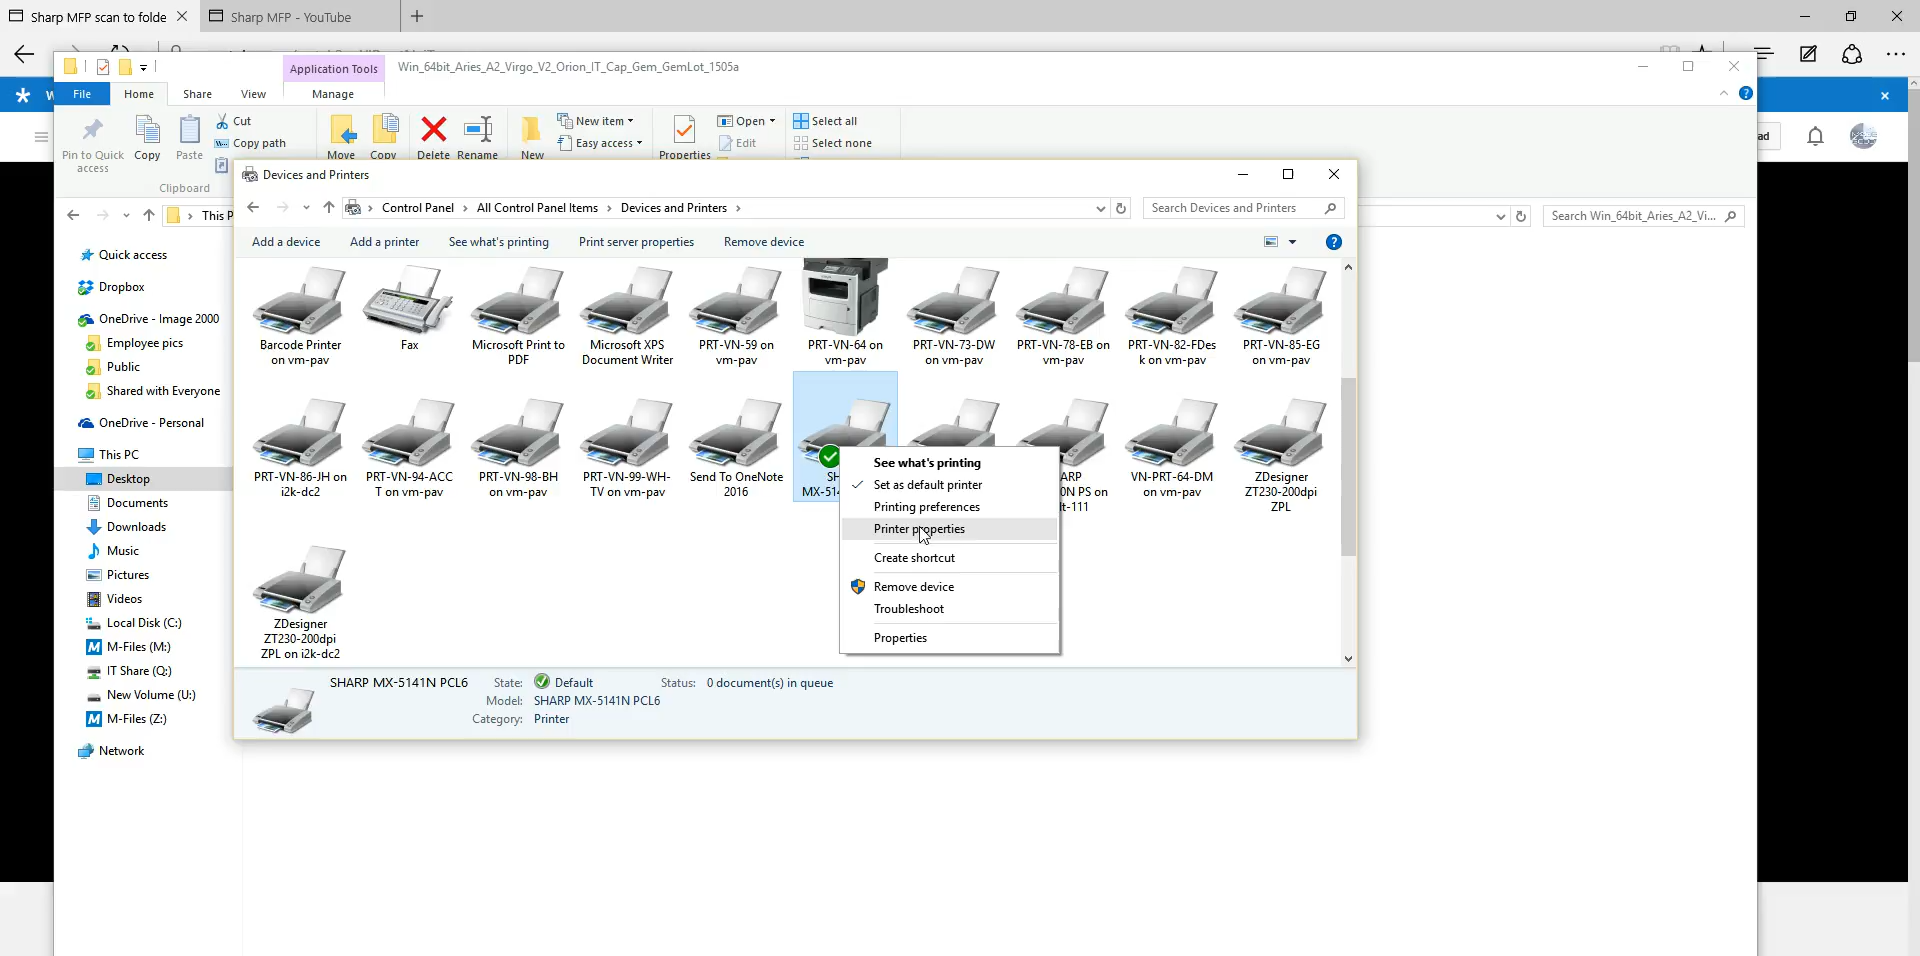 Sharp MFP scan to folde
Sharp MFP - YouTube
Application Tools
Win_64bit_Aries_A2_Virgo_V2_Orion_IT_Cap_Gem_GemLot_1505a
File
Home
Share
View
Manage
Pin to Quick
access
Copy
Paste
Cut
Copy path
Move
Copy
Delete
Rename
New item
Easy access
New
Properties
Open
Edit
Select all
Select none
Clipboard
ad
This P
Search Win_64bit_Aries_A2_Vi...
Devices and Printers
Control Panel > All Control Panel Items > Devices and Printers >
Search Devices and Printers
Add a device
Add a printer
See what's printing
Print server properties
Remove device
Quick access
Dropbox
OneDrive - Image 2000
Employee pics
Public
Shared with Everyone
OneDrive - Personal
This PC
Desktop
Documents
Downloads
Music
Pictures
Videos
Local Disk (C:)
M-Files (M:)
IT Share (Q:)
New Volume (U:)
M-Files (Z:)
Network
Barcode Printer
on vm-pav
Fax
Microsoft Print to
PDF
Microsoft XPS
Document Writer
PRT-VN-59 on
vm-pav
PRT-VN-64 on
vm-pav
PRT-VN-73-DW
on vm-pav
PRT-VN-78-EB on
vm-pav
PRT-VN-82-FDes
k on vm-pav
PRT-VN-85-EG
on vm-pav
PRT-VN-86-JH on
i2k-dc2
PRT-VN-94-ACC
T on vm-pav
PRT-VN-98-BH
on vm-pav
PRT-VN-99-WH-
TV on vm-pav
Send To OneNote
2016
SH
MX-514
ARP
0N PS on
lt-111
VN-PRT-64-DM
on vm-pav
ZDesigner
ZT230-200dpi
ZPL
ZDesigner
ZT230-200dpi
ZPL on i2k-dc2
See what's printing
Set as default printer
Printing preferences
Printer properties
Create shortcut
Remove device
Troubleshoot
Properties
SHARP MX-5141N PCL6
State: Default
Status: 0 document(s) in queue
Model: SHARP MX-5141N PCL6
Category: Printer